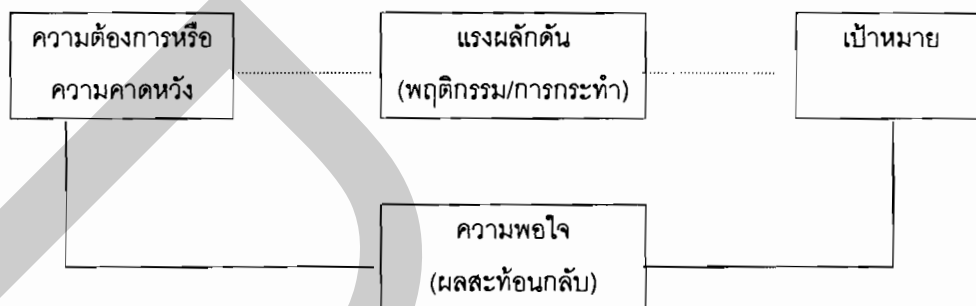 ความต้องการหรือ
ความคาดหวัง
แรงผลักดัน
(พฤติกรรม/การกระทำ)
เป้าหมาย
ความพอใจ
(ผลสะท้อนกลับ)